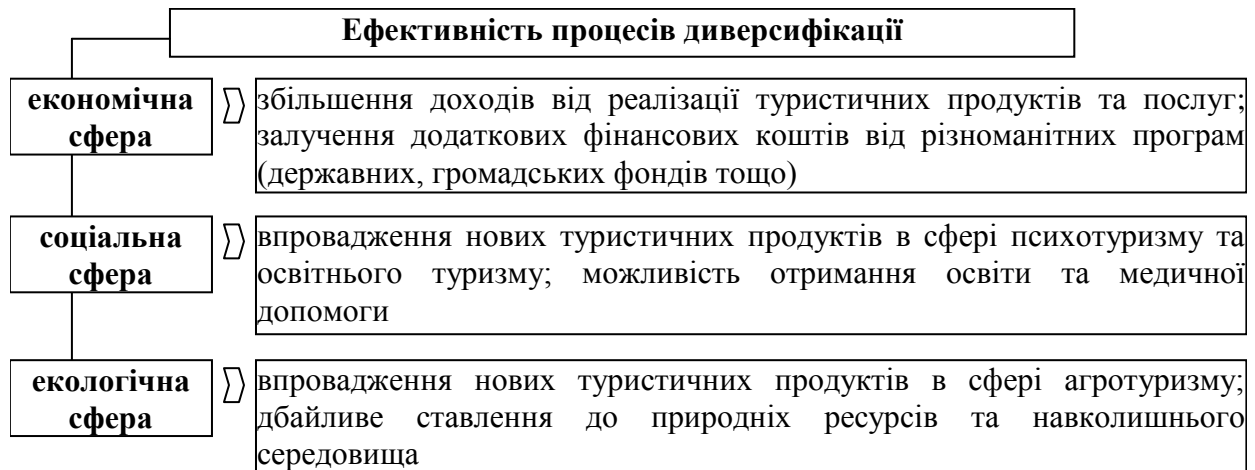 Ефективність процесів диверсифікації
економічна
сфера
збільшення доходів від реалізації туристичних продуктів та послуг;
залучення додаткових фінансових коштів від різноманітних програм
(державних, громадських фондів тощо)
соціальна
сфера
впровадження нових туристичних продуктів в сфері психотуризму та
освітнього туризму; можливість отримання освіти та медичної
допомоги
екологічна
сфера
впровадження нових туристичних продуктів в сфері агротуризму;
дбайливе ставлення до природніх ресурсів та навколишнього
середовища